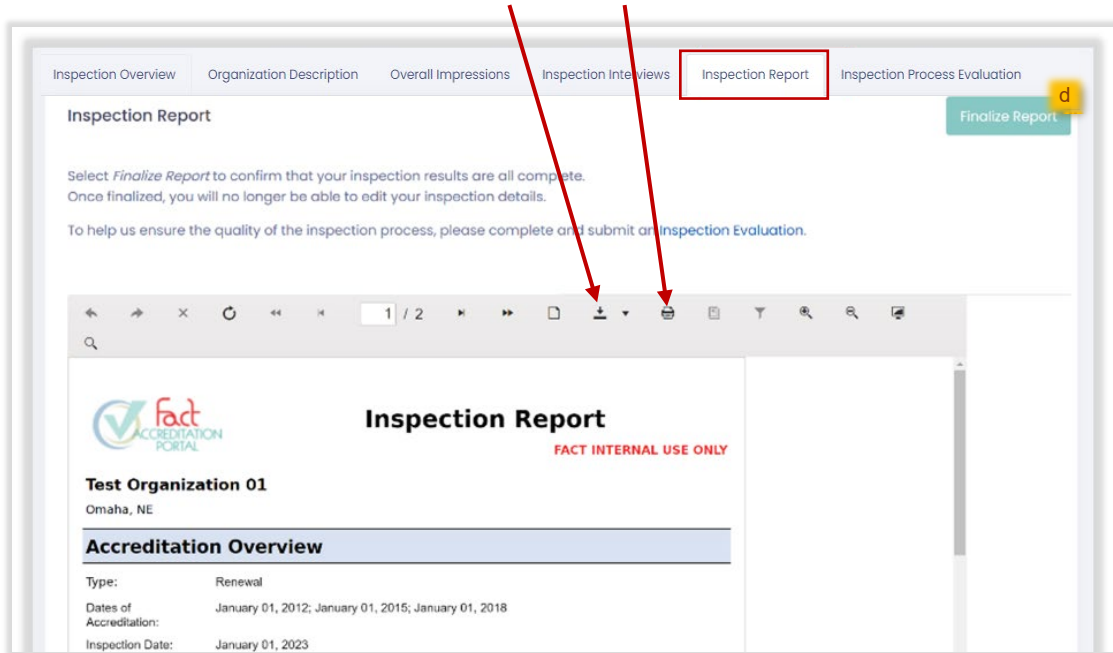 Inspection Overview Organization Description Overall Impressions Inspection Interviews Inspection Report Inspection Process Evaluation
d
Inspection Report
Finalize Report
Select Finalize Report to confirm that your inspection results are all complete.
Once finalized, you will no longer be able to edit your inspection details.
To help us ensure the quality of the inspection process, please complete and submit an Inspection Evaluation.
1 / 2
fact
ACCREDITATION
PORTAL
Inspection Report
FACT INTERNAL USE ONLY
Test Organization 01
Omaha, NE
Accreditation Overview
Type: Renewal
Dates of Accreditation: January 01, 2012; January 01, 2015; January 01, 2018
Inspection Date: January 01, 2023